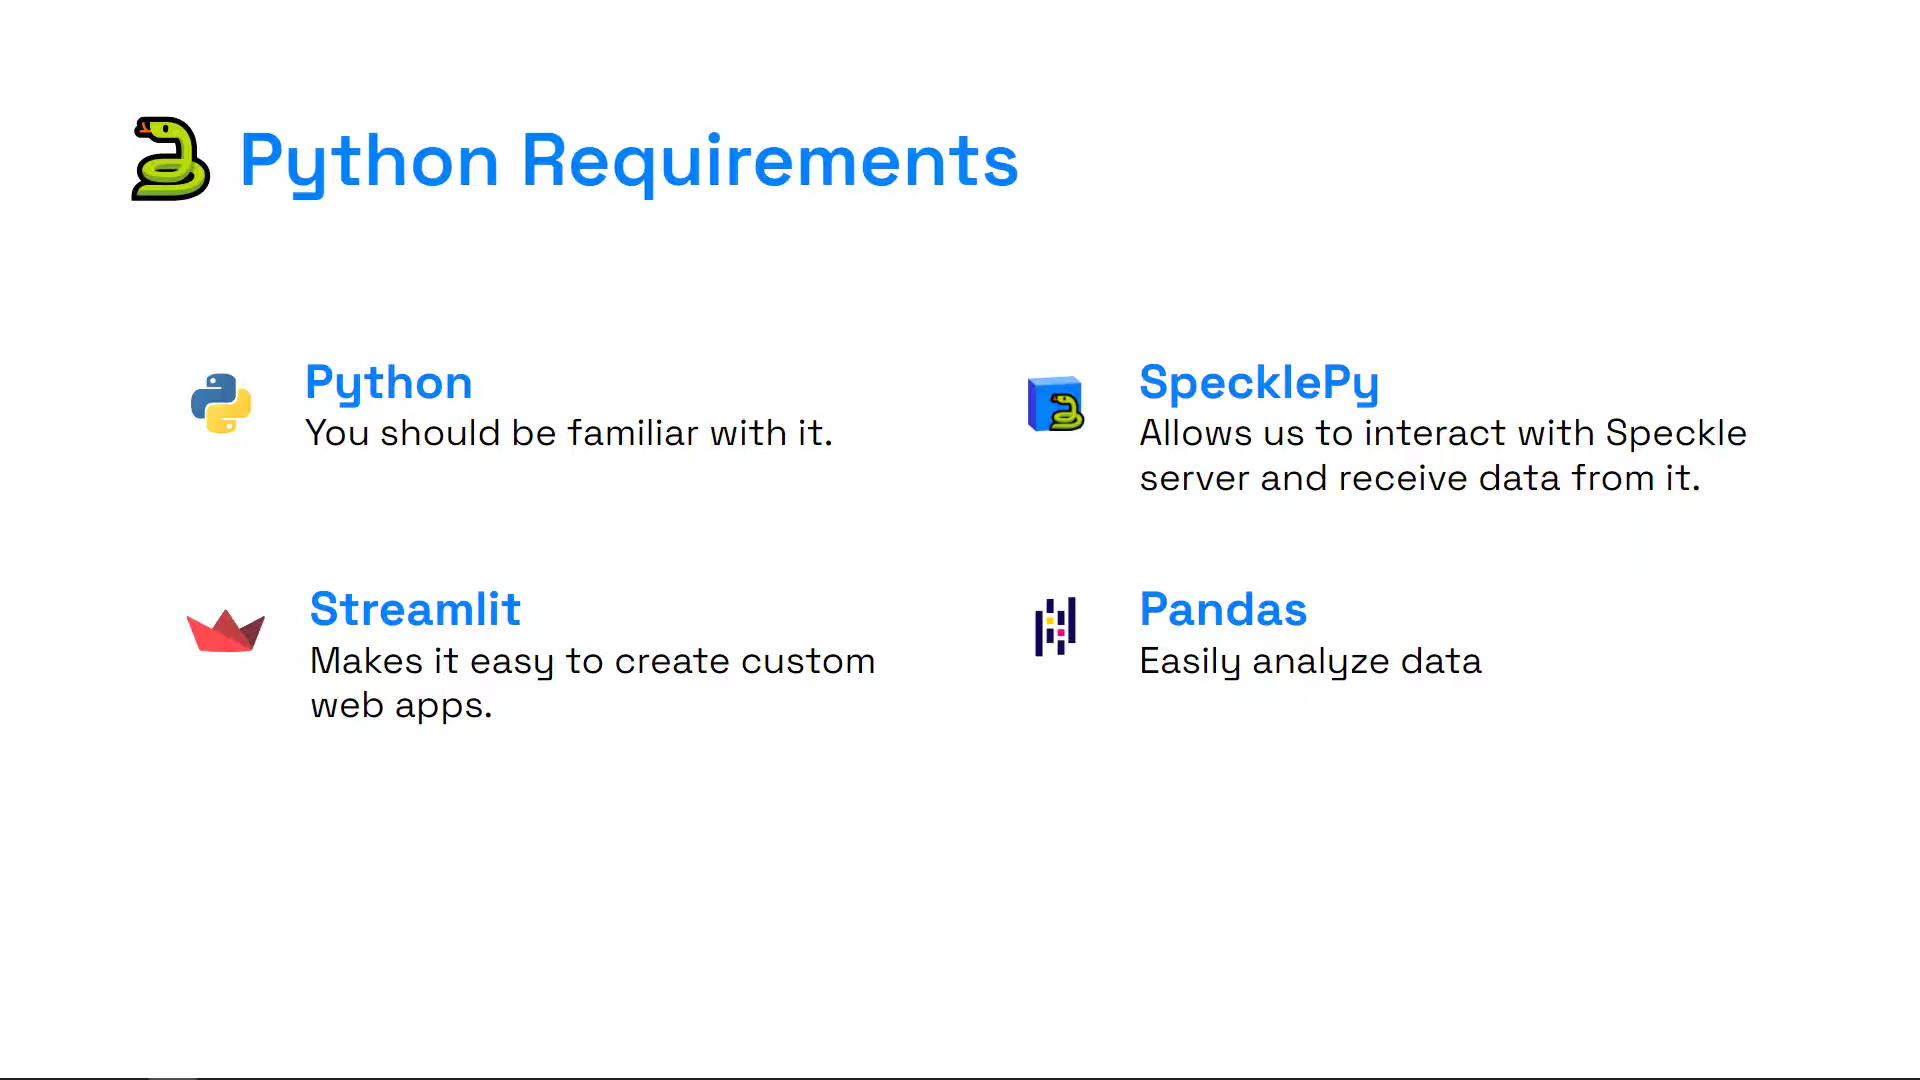 Python Requirements
Python
You should be familiar with it.
SpecklePy
Allows us to interact with Speckle
server and receive data from it.
Streamlit
Makes it easy to create custom
web apps.
Pandas
Easily analyze data